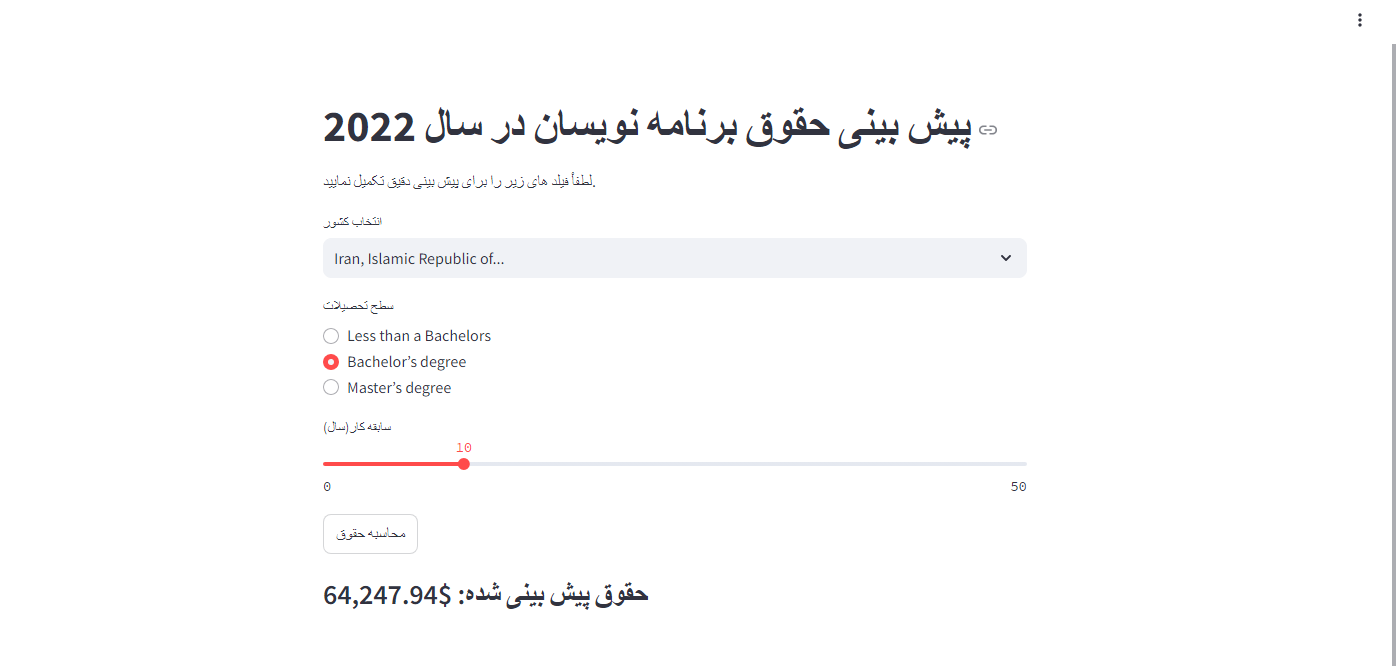 پیش بینی حقوق برنامه نویسان در سال 2022
لطفأ فیلد های زیر را برای پیش بینی دقیق تکمیل نمایید.
انتخاب کشور
Iran, Islamic Republic of...
سطح تحصیلات
Less than a Bachelors
Bachelor’s degree
Master’s degree
سابقه کار(سال)
10
0 50
محاسبه حقوق
حقوق پیش بینی شده: $64,247.94